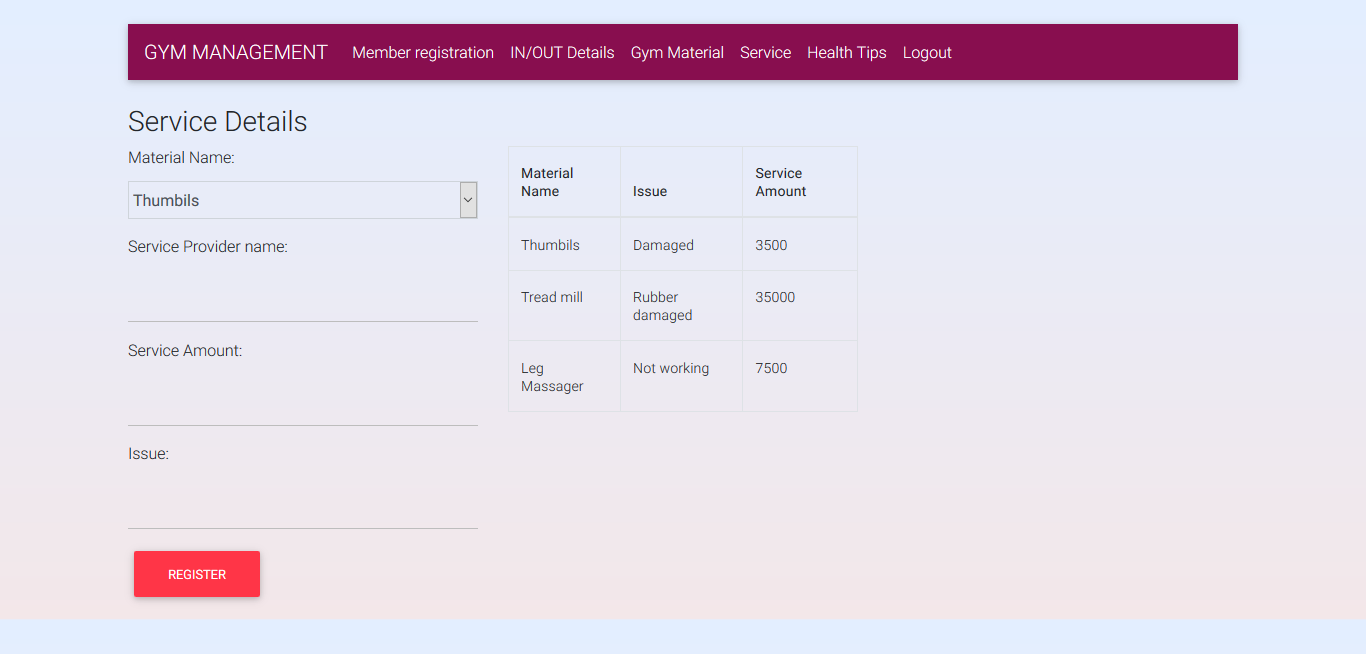 GYM MANAGEMENT Member registration IN/OUT Details Gym Material Service Health Tips Logout
Service Details
Material Name:
Thumbils
Service Provider name:
Service Amount:
Issue:
REGISTER
Material Name Issue Service Amount
Thumbils Damaged 3500
Tread mill Rubber damaged 35000
Leg Massager Not working 7500